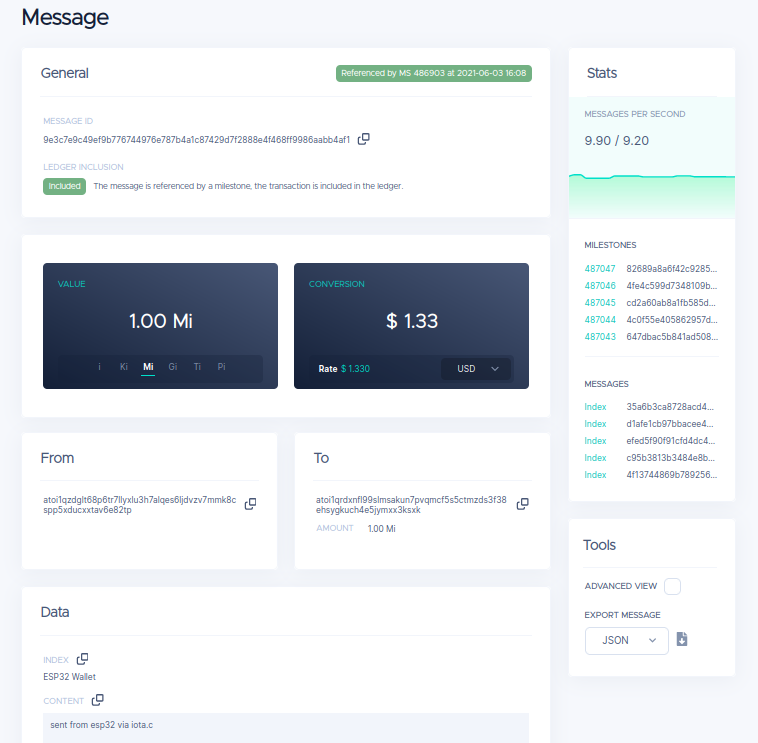 Message
General
Referenced by MS 486903 at 2021-06-03 16:08
MESSAGE ID
9e3c7e9c49ef9b776744976e787b4a1c87429d7f2888e4f468ff9986aabb4af1
LEDGER INCLUSION
Included The message is referenced by a milestone, the transaction is included in the ledger.
VALUE
1.00 Mi
i Ki Mi Gi Ti Pi
CONVERSION
$ 1.33
Rate $ 1.330 USD
From
atoi1qzdglt68p6tr7llyxlu3h7alqes6ljdvzv7mmk8c
spp5xducxxtav6e82tp
To
atoi1qrdxnfl99slmsakun7pvqmcf5s5ctmzds3f38
ehsygkuch4e5jymxx3ksxk
AMOUNT 1.00 Mi
Data
INDEX
ESP32 Wallet
CONTENT
sent from esp32 via iota.c
Stats
MESSAGES PER SECOND
9.90 / 9.20
MILESTONES
487047 82689a8a6f42c9285...
487046 4fe4c599d7348109b...
487045 cd2a60ab8a1fb585d...
487044 4c0f55e405862957d...
487043 647dbac5b841ad508...
MESSAGES
Index 35a6b3ca8728acd4...
Index d1afe1cb97bbacee4...
Index efed5f90f91cfd4dc4...
Index c95b3813b3484e8b...
Index 4f13744869b789256...
Tools
ADVANCED VIEW
EXPORT MESSAGE
JSON